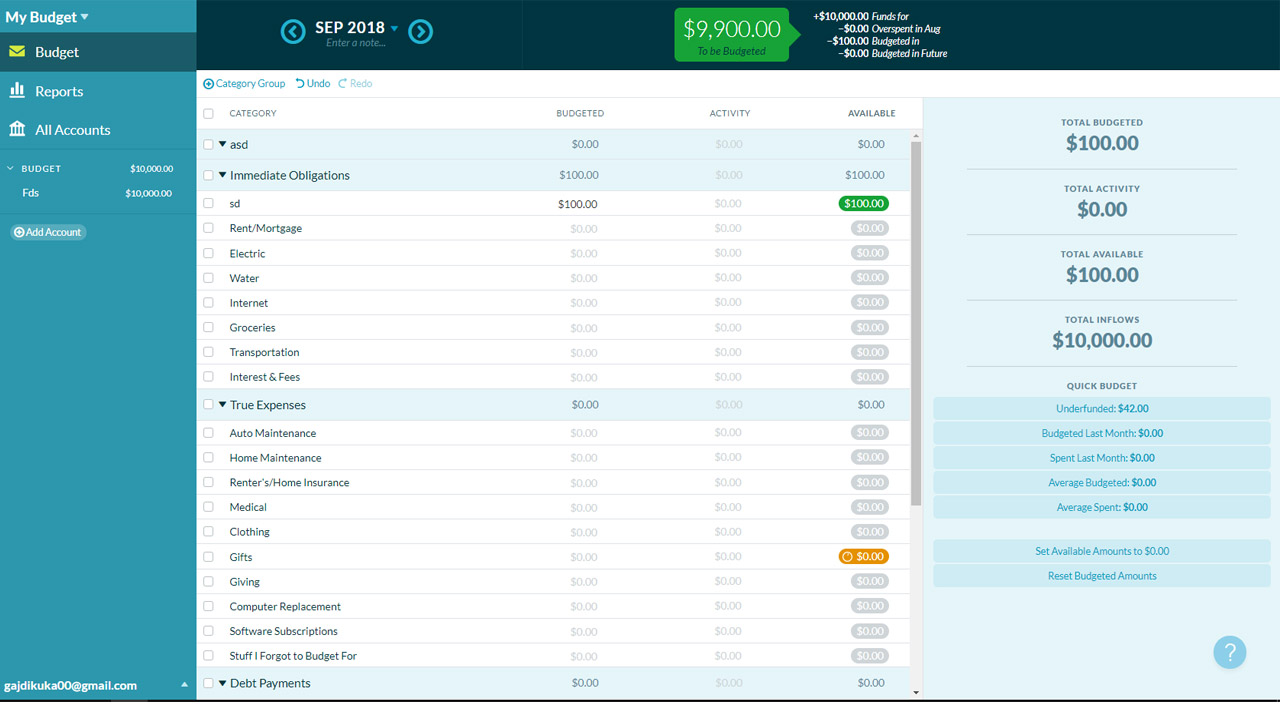 My Budget
Budget
Reports
All Accounts
BUDGET $10,000.00
Fds $10,000.00
Add Account
gajdikuka00@gmail.com
SEP 2018
Enter a note...
$9,900.00
To be Budgeted
+$10,000.00 Funds for
−$0.00 Overspent in Aug
−$100.00 Budgeted in
−$0.00 Budgeted in Future
Category Group Undo Redo
CATEGORY BUDGETED ACTIVITY AVAILABLE
asd $0.00 $0.00 $0.00
Immediate Obligations $100.00 $0.00 $100.00
sd $100.00 $0.00 $100.00
Rent/Mortgage $0.00 $0.00 $0.00
Electric $0.00 $0.00 $0.00
Water $0.00 $0.00 $0.00
Internet $0.00 $0.00 $0.00
Groceries $0.00 $0.00 $0.00
Transportation $0.00 $0.00 $0.00
Interest & Fees $0.00 $0.00 $0.00
True Expenses $0.00 $0.00 $0.00
Auto Maintenance $0.00 $0.00 $0.00
Home Maintenance $0.00 $0.00 $0.00
Renter's/Home Insurance $0.00 $0.00 $0.00
Medical $0.00 $0.00 $0.00
Clothing $0.00 $0.00 $0.00
Gifts $0.00 $0.00 $0.00
Giving $0.00 $0.00 $0.00
Computer Replacement $0.00 $0.00 $0.00
Software Subscriptions $0.00 $0.00 $0.00
Stuff I Forgot to Budget For $0.00 $0.00 $0.00
Debt Payments $0.00 $0.00 $0.00
TOTAL BUDGETED
$100.00
TOTAL ACTIVITY
$0.00
TOTAL AVAILABLE
$100.00
TOTAL INFLOWS
$10,000.00
QUICK BUDGET
Underfunded: $42.00
Budgeted Last Month: $0.00
Spent Last Month: $0.00
Average Budgeted: $0.00
Average Spent: $0.00
Set Available Amounts to $0.00
Reset Budgeted Amounts
?